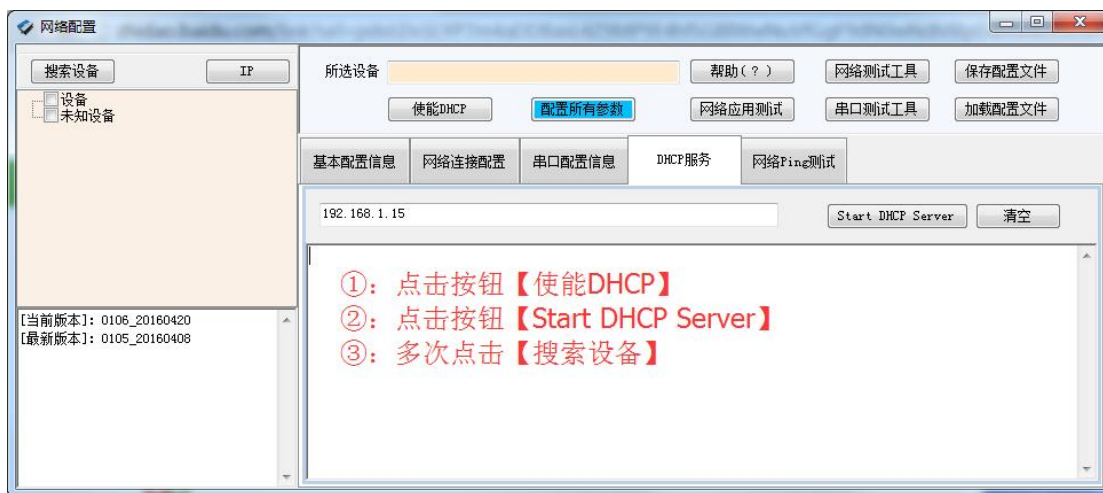 网络配置
搜索设备
IP
设备
未知设备
[当前版本]: 0106_20160420
[最新版本]: 0105_20160408
所选设备
帮助(?)
网络测试工具
保存配置文件
使能DHCP
配置所有参数
网络应用测试
串口测试工具
加载配置文件
基本配置信息
网络连接配置
串口配置信息
DHCP服务
网络Ping测试
192.168.1.15
Start DHCP Server
清空
①：点击按钮【使能DHCP】
②：点击按钮【Start DHCP Server】
③：多次点击【搜索设备】